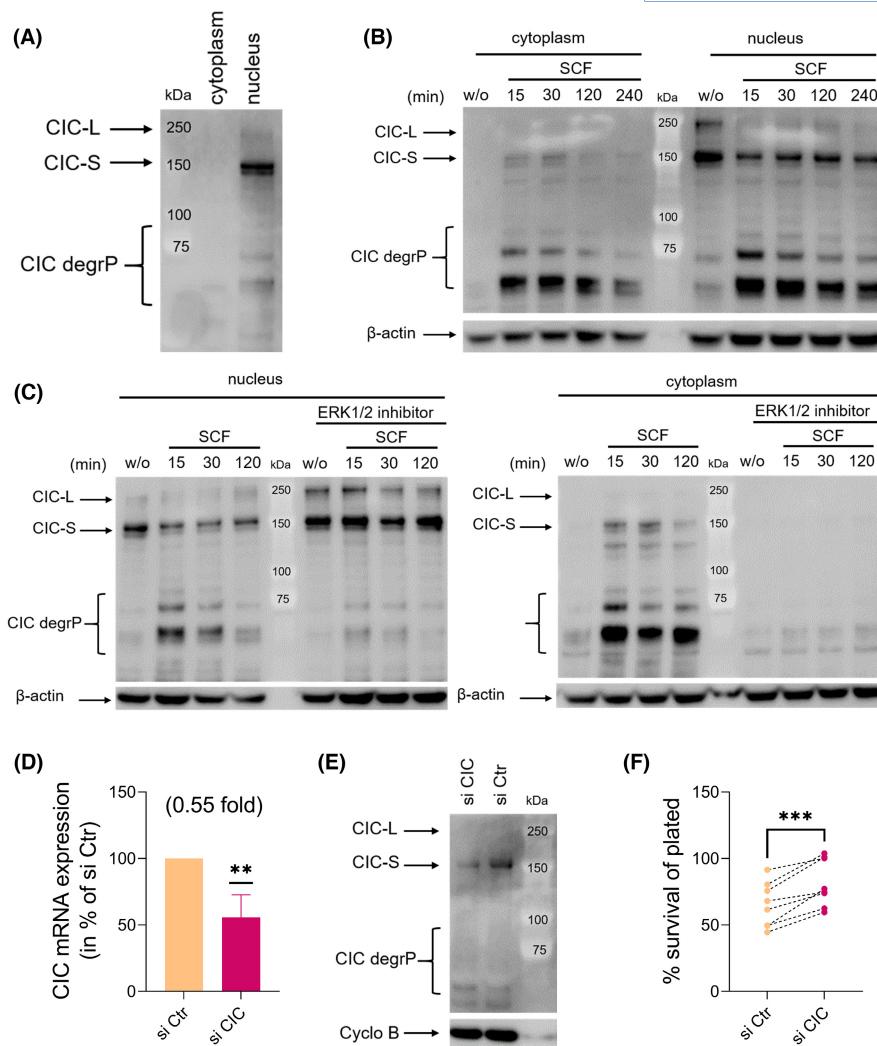 (A)
cytoplasm
nucleus
kDa
CIC-L
250
CIC-S
150
100
75
CIC degrP
(B)
cytoplasm
nucleus
SCF
SCF
(min)
w/o
15
30
120
240
kDa
w/o
15
30
120
240
CIC-L
250
CIC-S
150
100
75
CIC degrP
β-actin
(C)
nucleus
ERK1/2 inhibitor
SCF
SCF
(min)
w/o
15
30
120
kDa
w/o
15
30
120
CIC-L
250
CIC-S
150
100
75
CIC degrP
β-actin
cytoplasm
ERK1/2 inhibitor
SCF
SCF
(min)
w/o
15
30
120
kDa
w/o
15
30
120
CIC-L
250
CIC-S
150
100
75
β-actin
(D)
CIC mRNA expression
(in % of si Ctr)
150
100
50
0
(0.55 fold)
**
si Ctr
si CIC
(E)
si CIC
si Ctr
kDa
CIC-L
250
CIC-S
150
100
75
CIC degrP
Cyclo B
(F)
% survival of plated
150
100
50
0
***
si Ctr
si CIC